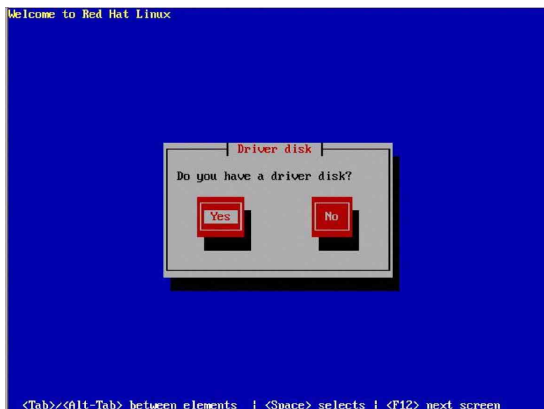 Welcome to Red Hat Linux
Driver disk
Do you have a driver disk?
Yes No
<Tab>/<Alt-Tab> between elements | <Space> selects | <F12> next screen